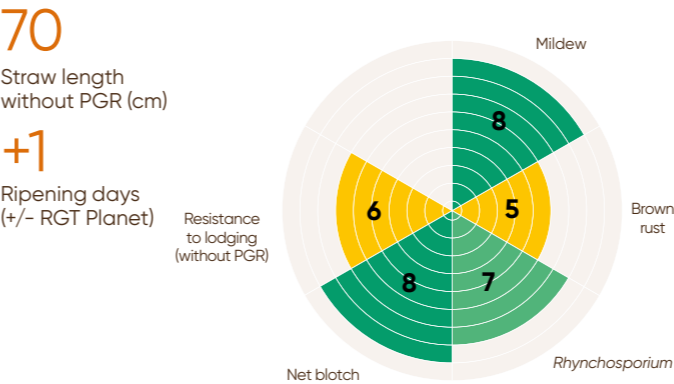 70
Straw length
without PGR (cm)
+1
Ripening days
(+/- RGT Planet)
Mildew
8
Brown
rust
5
Rhynchosporium
7
Net blotch
8
Resistance
to lodging
(without PGR)
6